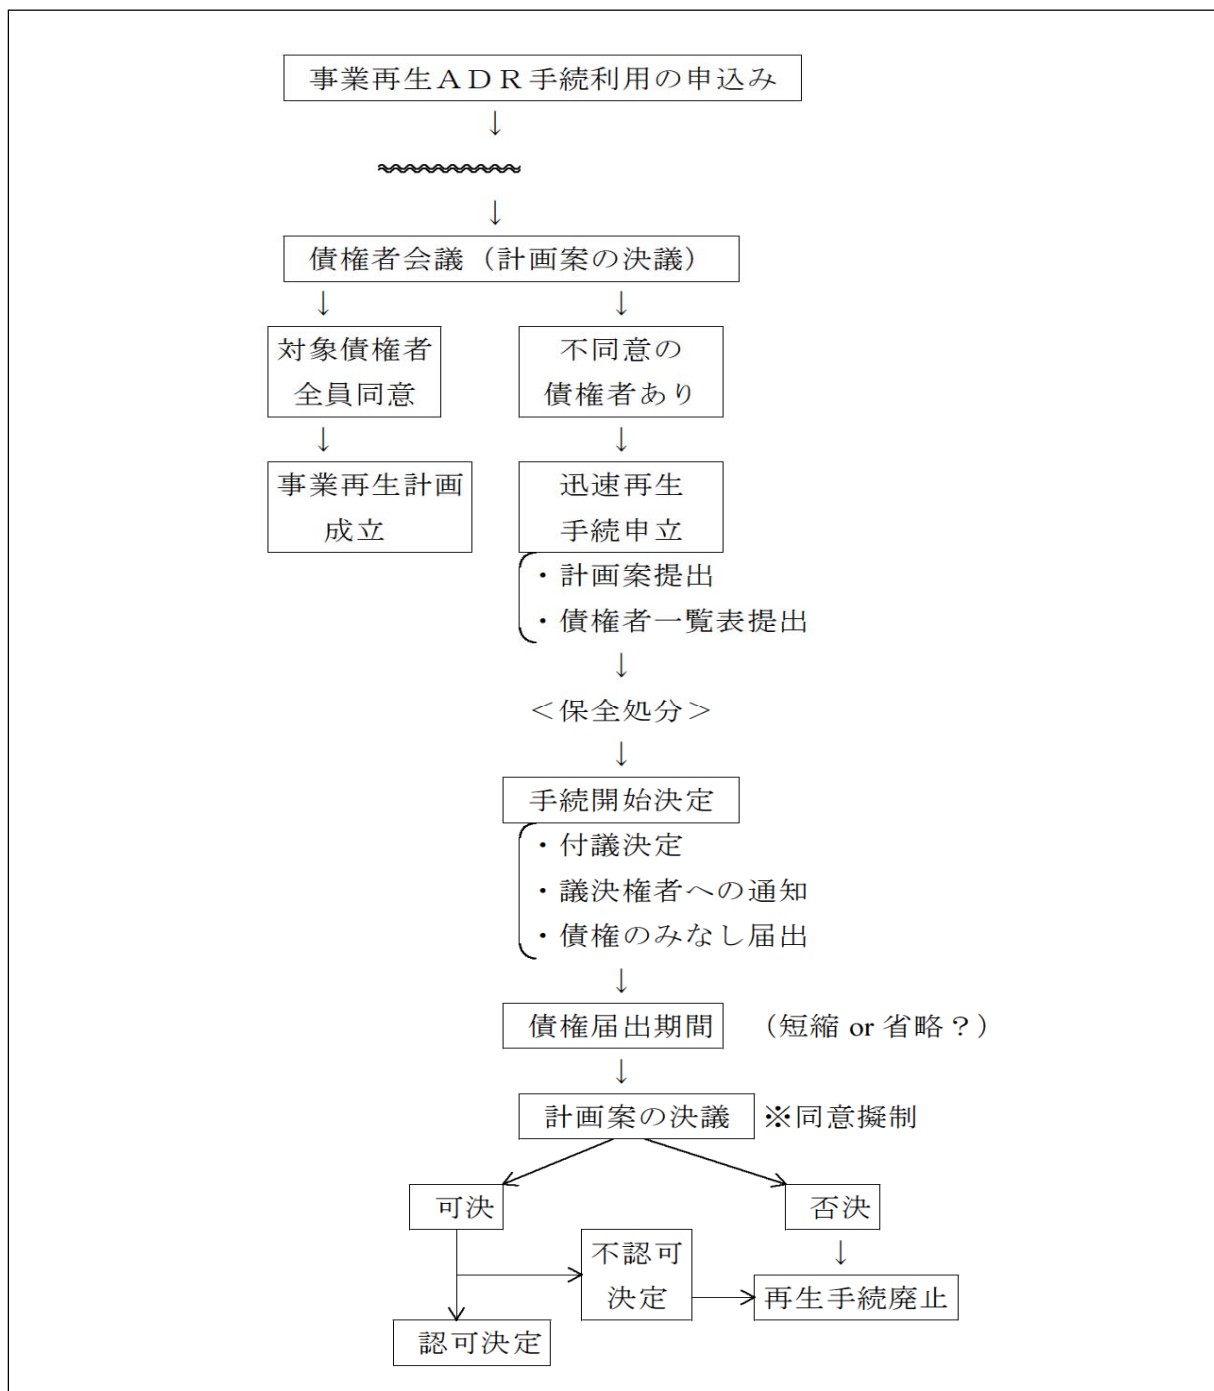 事業再生ＡＤＲ手続利用の申込み
↓
↓
債権者会議（計画案の決議）
↓ ↓
対象債権者
全員同意
不同意の
債権者あり
↓ ↓
事業再生計画
成立
迅速再生
手続申立
・計画案提出
・債権者一覧表提出
↓
＜保全処分＞
↓
手続開始決定
・付議決定
・議決権者への通知
・債権のみなし届出
↓
債権届出期間 （短縮 or 省略？）
↓
計画案の決議 ※同意擬制
可決 否決
↓
不認可
決定
再生手続廃止
認可決定